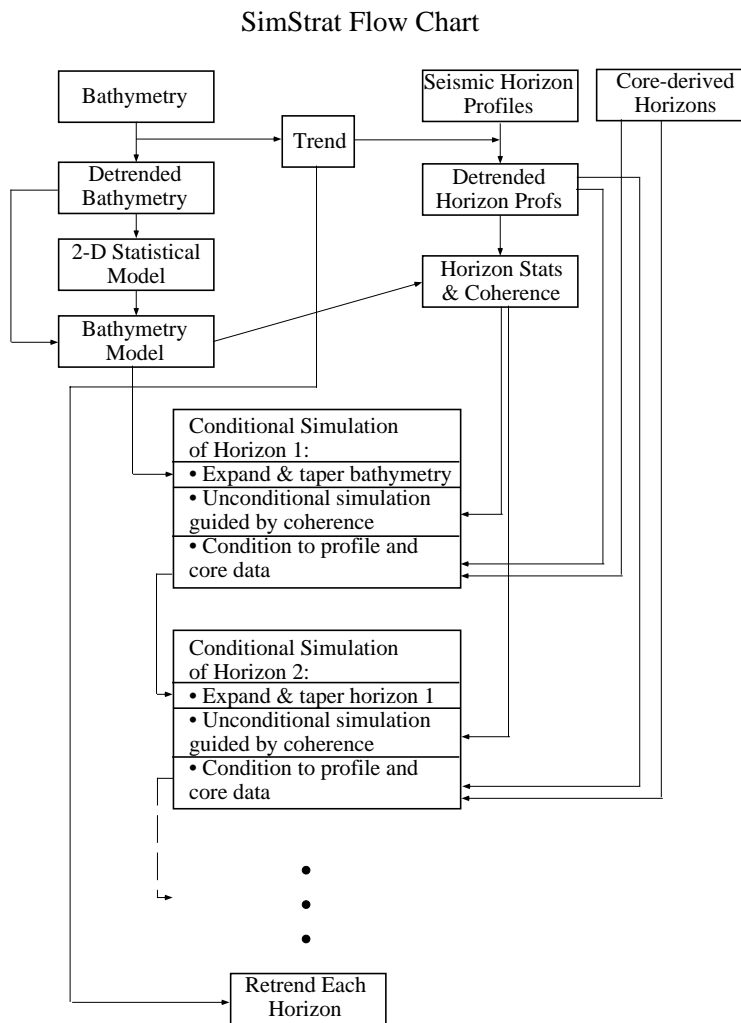 SimStrat Flow Chart
Bathymetry
Seismic Horizon
Profiles
Core-derived
Horizons
Trend
Detrended
Bathymetry
Detrended
Horizon Profs
2-D Statistical
Model
Horizon Stats
& Coherence
Bathymetry
Model
Conditional Simulation
of Horizon 1:
• Expand & taper bathymetry
• Unconditional simulation
guided by coherence
• Condition to profile and
core data
Conditional Simulation
of Horizon 2:
• Expand & taper horizon 1
• Unconditional simulation
guided by coherence
• Condition to profile and
core data
Retrend Each
Horizon